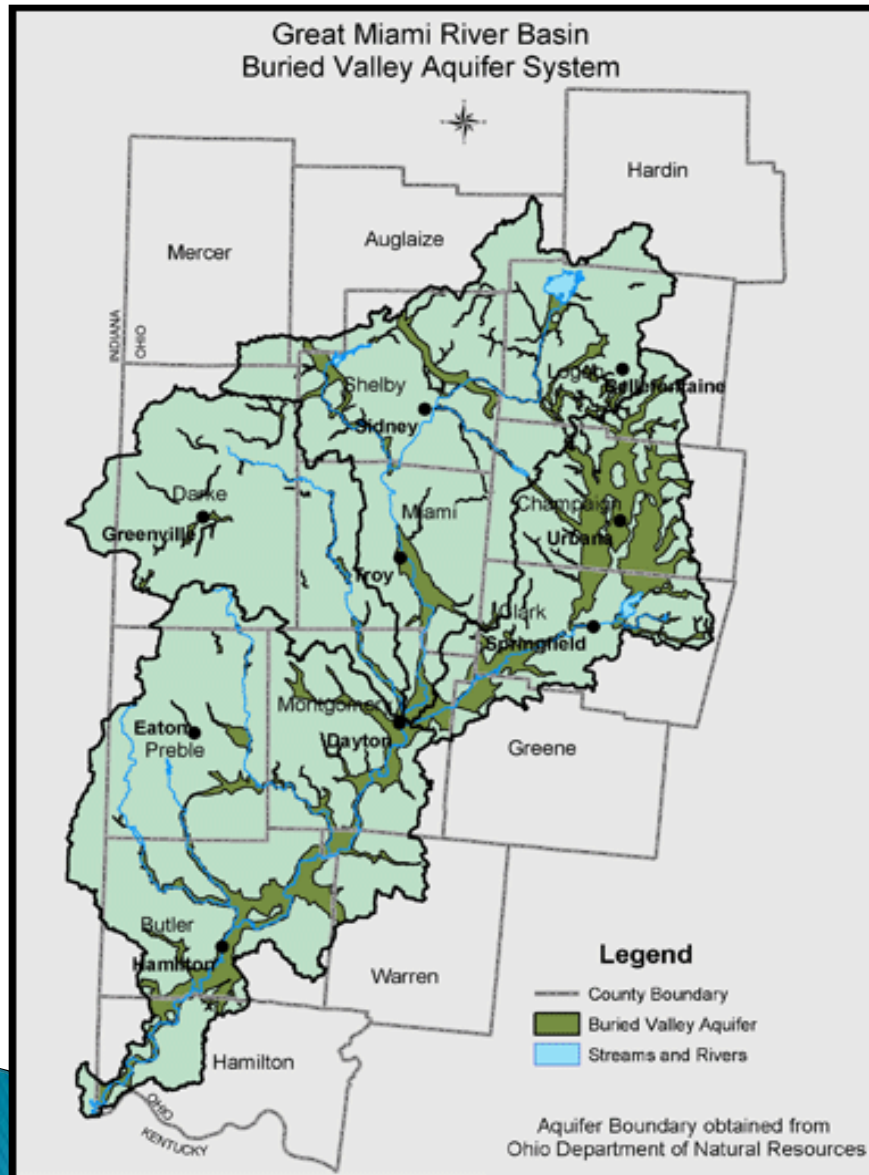 Great Miami River Basin
Buried Valley Aquifer System
Hardin
Auglaize
Mercer
INDIANA
OHIO
Logan
Bellefontaine
Shelby
Sidney
Darke
Greenville
Miami
Troy
Champaign
Urbana
Clark
Springfield
Montgomery
Dayton
Eaton
Preble
Greene
Butler
Hamilton
Warren
Hamilton
OHIO
KENTUCKY
Legend
County Boundary
Buried Valley Aquifer
Streams and Rivers
Aquifer Boundary obtained from
Ohio Department of Natural Resources